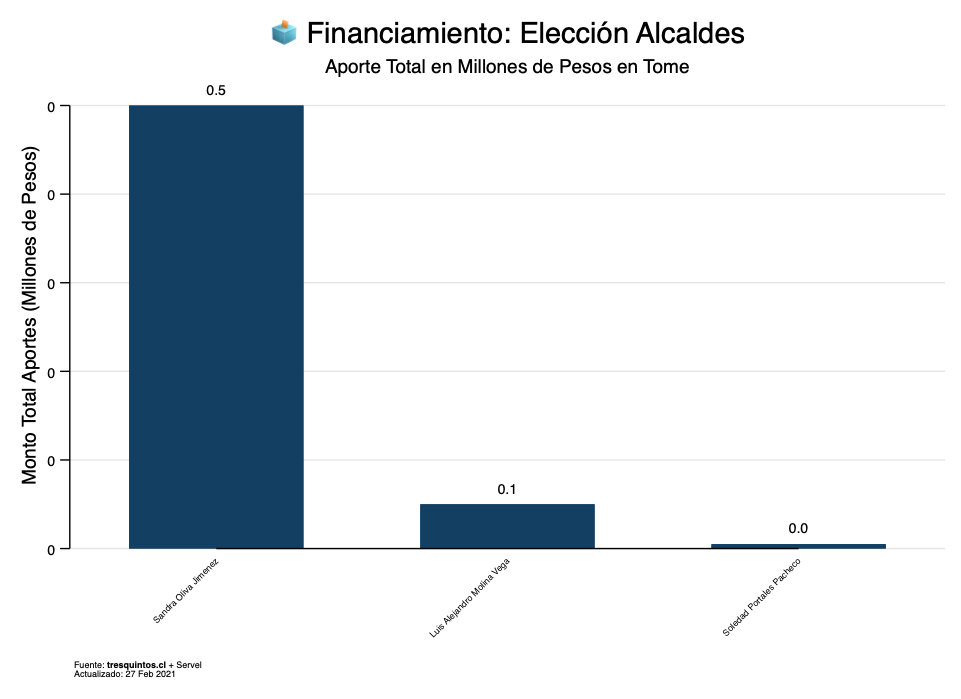 🗳️ Financiamiento: Elección Alcaldes
Aporte Total en Millones de Pesos en Tome
Monto Total Aportes (Millones de Pesos)
0
0
0
0
0
0
0.5
0.1
0.0
Sandra Oliva Jimenez
Luis Alejandro Molina Vega
Soledad Portales Pacheco
Fuente: tresquintos.cl + Servel
Actualizado: 27 Feb 2021